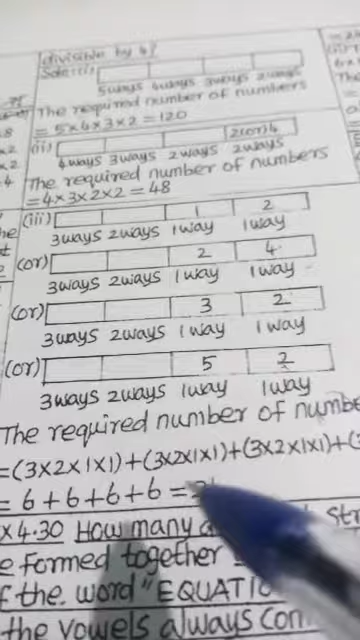 divisible by 4?
Soln: (i)
5ways 4ways 3ways 2ways
The required number of numbers
= 5×4×3×2 = 120
(ii) 2(or)4
4ways 3ways 2ways 2ways
The required number of numbers
= 4×3×2×2 = 48
(iii) 1 2
3ways 2ways 1way 1way
(or) 2 4
3ways 2ways 1way 1way
(or) 3 2
3ways 2ways 1way 1way
(or) 5 2
3ways 2ways 1way 1way
The required number of numbe
= (3×2×1×1)+(3×2×1×1)+(3×2×1×1)+(3
= 6+6+6+6 =
×4.30 How many str
e formed together
f the word "EQUATIO
the vowels always com